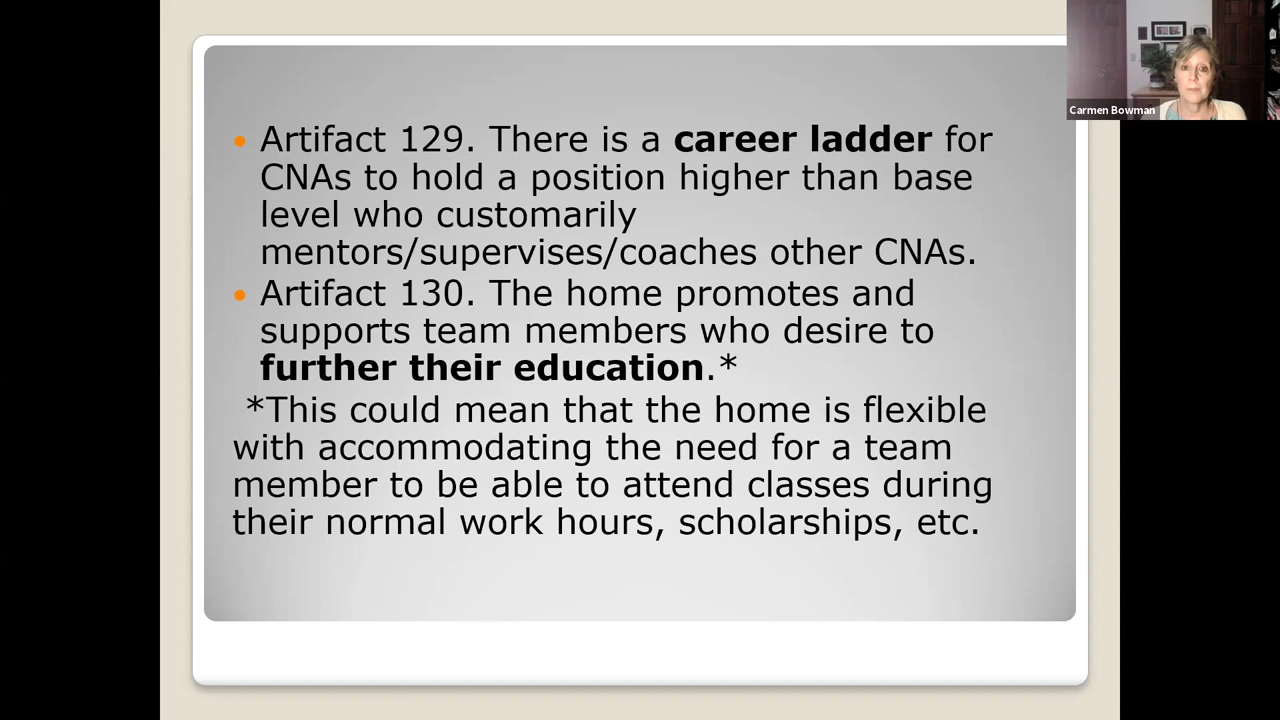 Carmen Bowman
• Artifact 129. There is a career ladder for
CNAs to hold a position higher than base
level who customarily
mentors/supervises/coaches other CNAs.
• Artifact 130. The home promotes and
supports team members who desire to
further their education.*
*This could mean that the home is flexible
with accommodating the need for a team
member to be able to attend classes during
their normal work hours, scholarships, etc.